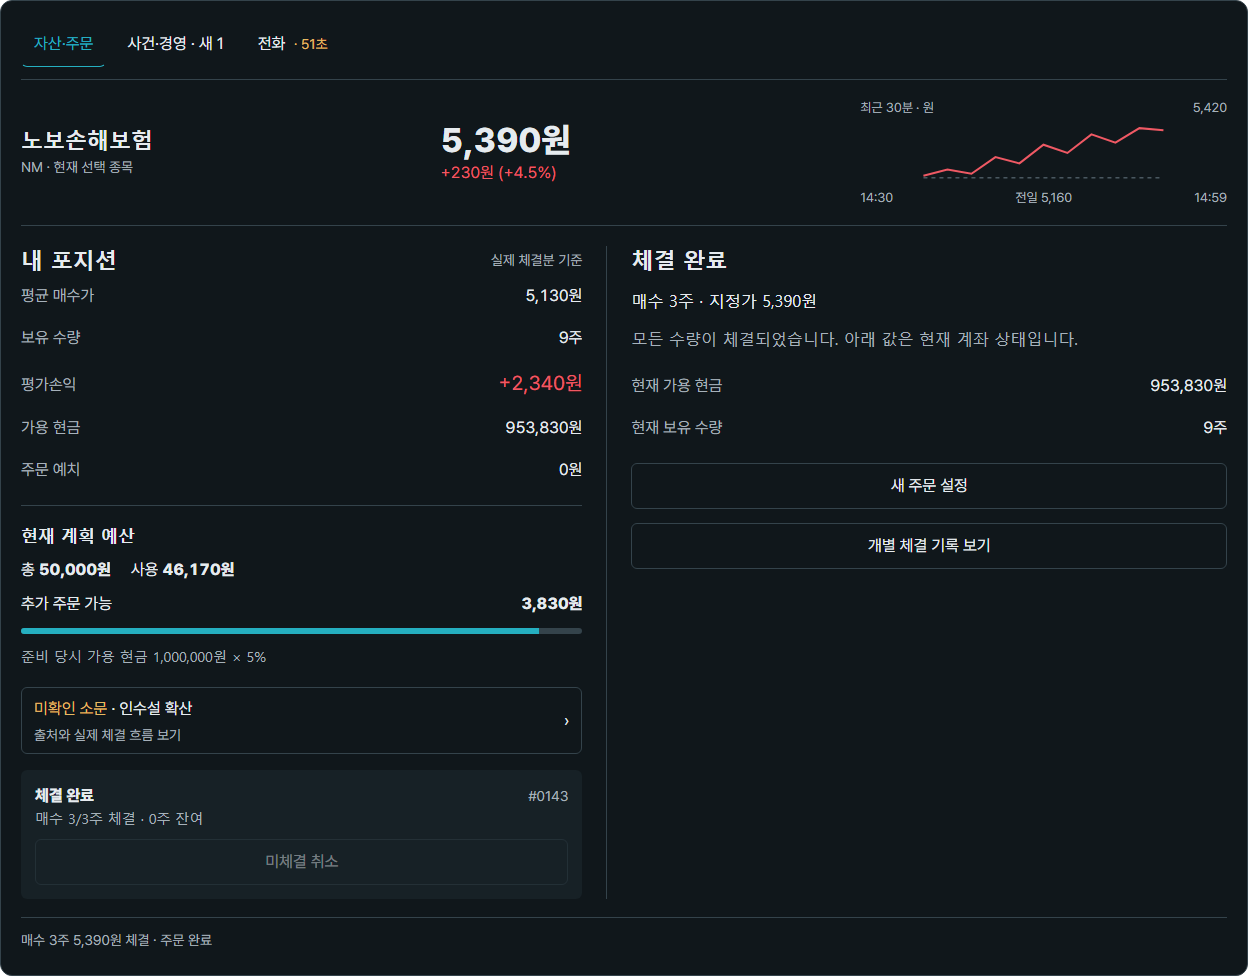 자산·주문 사건·경영 · 새 1 전화 · 51초
노보손해보험
NM · 현재 선택 종목
5,390원
+230원 (+4.5%)
최근 30분 · 원 5,420
14:30 전일 5,160 14:59
내 포지션 실제 체결분 기준
평균 매수가 5,130원
보유 수량 9주
평가손익 +2,340원
가용 현금 953,830원
주문 예치 0원
현재 계획 예산
총 50,000원 사용 46,170원
추가 주문 가능 3,830원
준비 당시 가용 현금 1,000,000원 × 5%
미확인 소문 · 인수설 확산 ›
출처와 실제 체결 흐름 보기
체결 완료 #0143
매수 3/3주 체결 · 0주 잔여
미체결 취소
체결 완료
매수 3주 · 지정가 5,390원
모든 수량이 체결되었습니다. 아래 값은 현재 계좌 상태입니다.
현재 가용 현금 953,830원
현재 보유 수량 9주
새 주문 설정
개별 체결 기록 보기
매수 3주 5,390원 체결 · 주문 완료